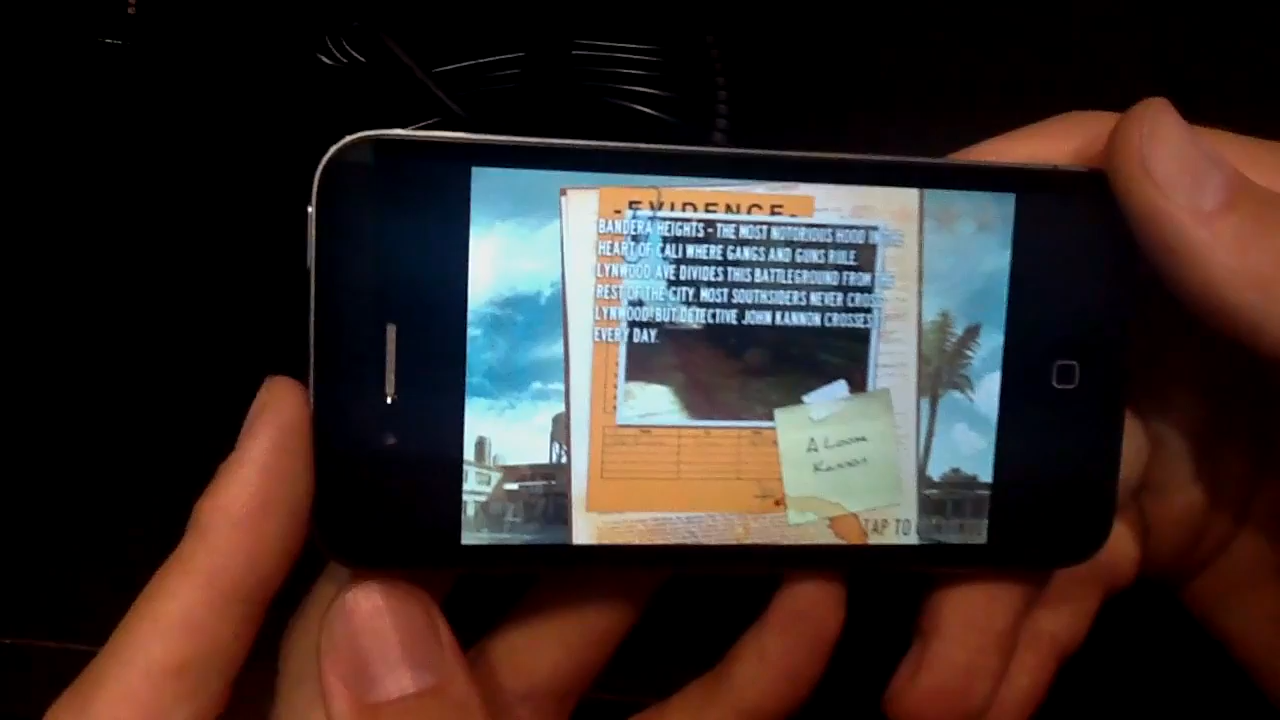 -EVIDENCE-
BANDERA HEIGHTS - THE MOST NOTORIOUS HOOD IN THE
HEART OF CALI WHERE GANGS AND GUNS RULE.
LYNWOOD AVE DIVIDES THIS BATTLEGROUND FROM THE
REST OF THE CITY. MOST SOUTHSIDERS NEVER CROSS
LYNWOOD, BUT DETECTIVE JOHN KANNON CROSSES
EVERY DAY.
A Loose
Kannon
TAP TO